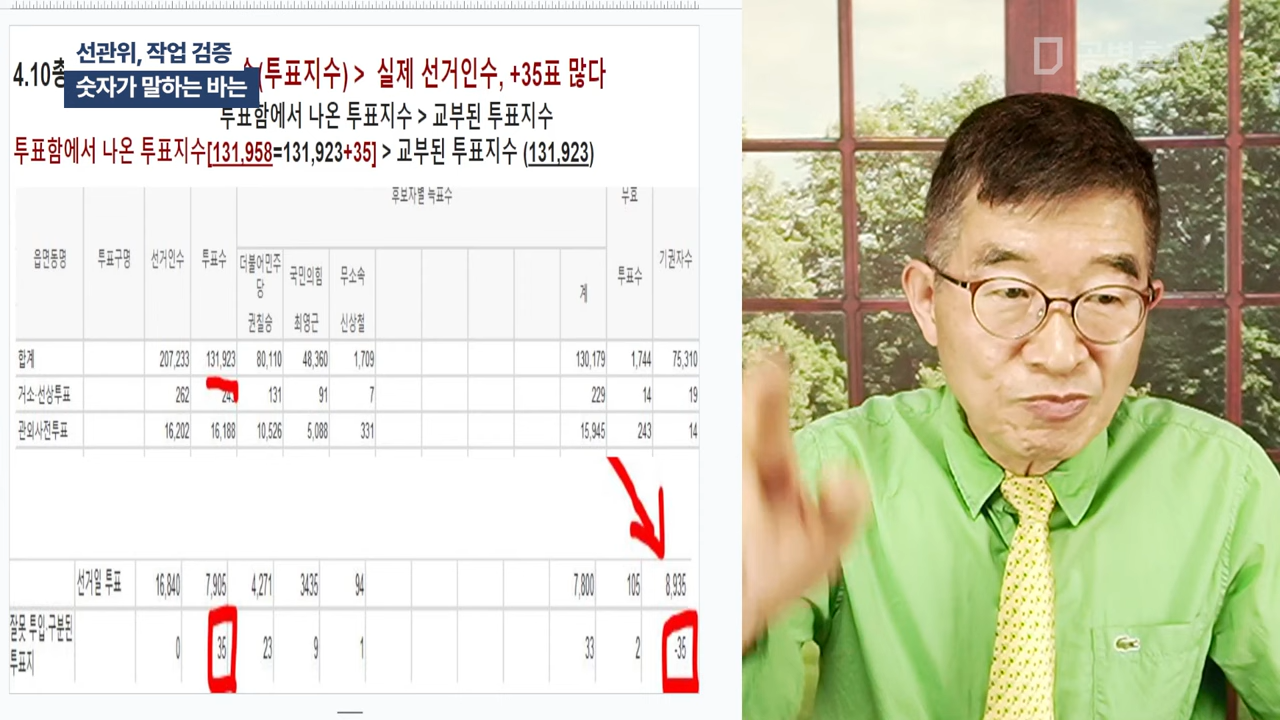 선관위, 작업 검증
숫자가 말하는 바는
4.10총 (투표지수) > 실제 선거인수, +35표 많다
투표함에서 나온 투표지수 > 교부된 투표지수
투표함에서 나온 투표지수[131,958=131,923+35] > 교부된 투표지수 (131,923)
후보자별 득표수 무효
읍면동명 투표구명 선거인수 투표수 더불어민주당 국민의힘 무소속 계 투표수 기권자수
권칠승 최영근 신상철
합계 207,233 131,923 80,110 48,360 1,709 130,179 1,744 75,310
거소·선상투표 262 131 91 7 229 14 19
관외사전투표 16,202 16,188 10,526 5,088 331 15,945 243 14
선거일 투표 16,840 7,905 4,271 3435 94 7,800 105 8,935
잘못 투입·구분된 투표지 0 35 23 9 1 33 2 -35